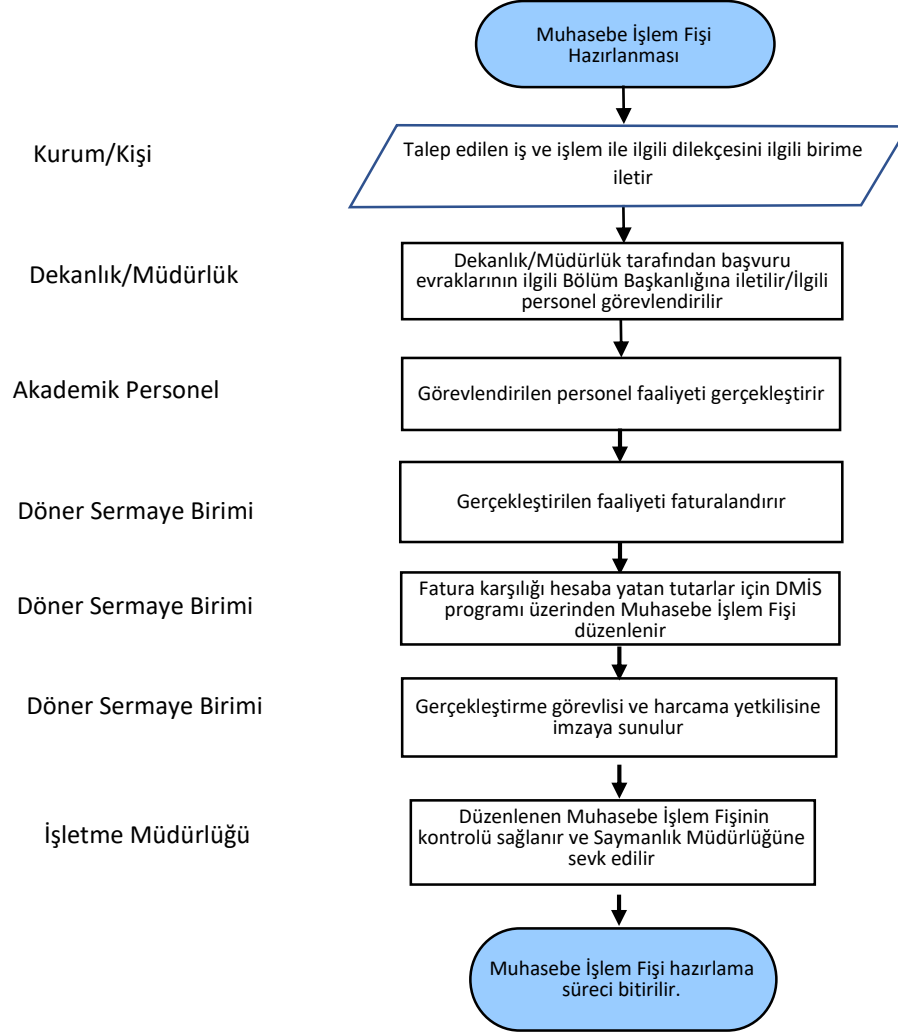 Muhasebe İşlem Fişi
Hazırlanması
Kurum/Kişi
Talep edilen iş ve işlem ile ilgili dilekçesini ilgili birime
iletir
Dekanlık/Müdürlük
Dekanlık/Müdürlük tarafından başvuru
evraklarının ilgili Bölüm Başkanlığına iletilir/İlgili
personel görevlendirilir
Akademik Personel
Görevlendirilen personel faaliyeti gerçekleştirir
Döner Sermaye Birimi
Gerçekleştirilen faaliyeti faturalandırır
Döner Sermaye Birimi
Fatura karşılığı hesaba yatan tutarlar için DMİS
programı üzerinden Muhasebe İşlem Fişi
düzenlenir
Döner Sermaye Birimi
Gerçekleştirme görevlisi ve harcama yetkilisine
imzaya sunulur
İşletme Müdürlüğü
Düzenlenen Muhasebe İşlem Fişinin
kontrolü sağlanır ve Saymanlık Müdürlüğüne
sevk edilir
Muhasebe İşlem Fişi hazırlama
süreci bitirilir.